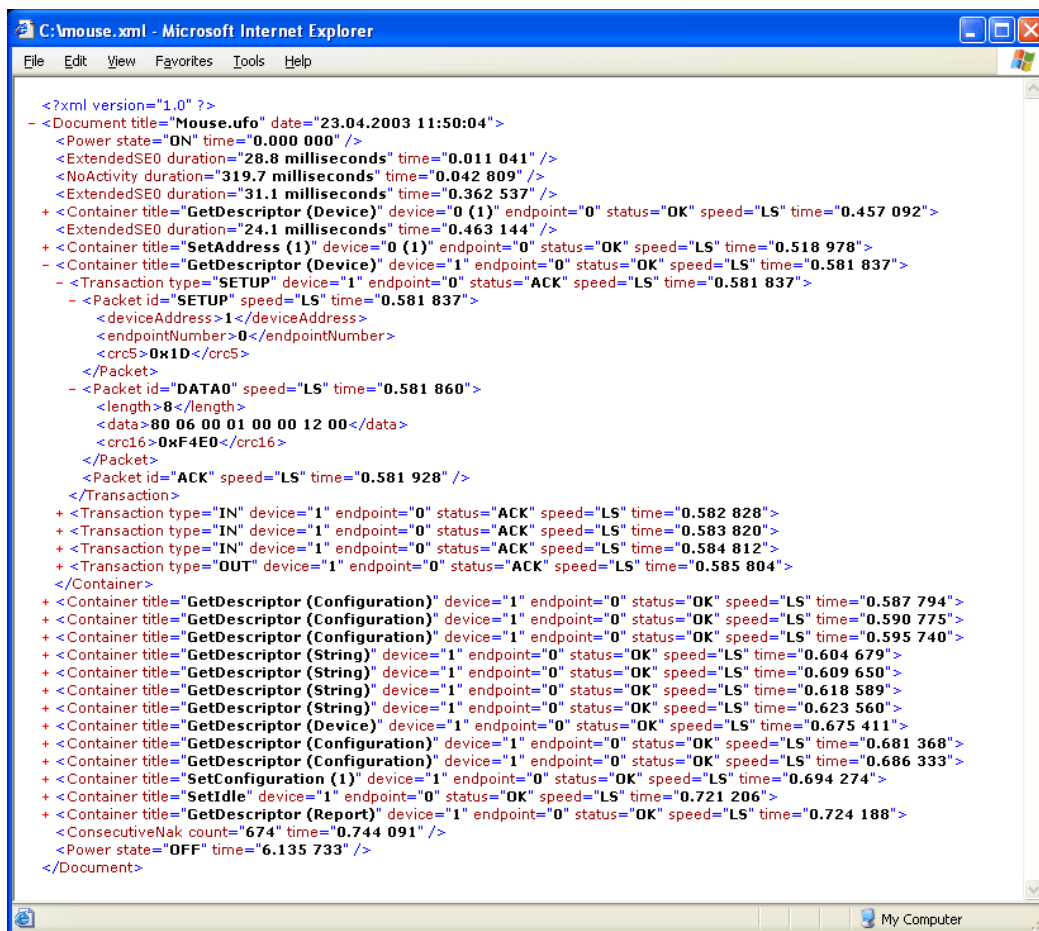 C:\mouse.xml - Microsoft Internet Explorer
File Edit View Favorites Tools Help
<?xml version="1.0" ?>
- <Document title="Mouse.ufo" date="23.04.2003 11:50:04">
<Power state="ON" time="0.000 000" />
<ExtendedSE0 duration="28.8 milliseconds" time="0.011 041" />
<NoActivity duration="319.7 milliseconds" time="0.042 809" />
<ExtendedSE0 duration="31.1 milliseconds" time="0.362 537" />
+ <Container title="GetDescriptor (Device)" device="0 (1)" endpoint="0" status="OK" speed="LS" time="0.457 092">
<ExtendedSE0 duration="24.1 milliseconds" time="0.463 144" />
+ <Container title="SetAddress (1)" device="0 (1)" endpoint="0" status="OK" speed="LS" time="0.518 978">
- <Container title="GetDescriptor (Device)" device="1" endpoint="0" status="OK" speed="LS" time="0.581 837">
- <Transaction type="SETUP" device="1" endpoint="0" status="ACK" speed="LS" time="0.581 837">
- <Packet id="SETUP" speed="LS" time="0.581 837">
<deviceAddress>1</deviceAddress>
<endpointNumber>0</endpointNumber>
<crc5>0x1D</crc5>
</Packet>
- <Packet id="DATA0" speed="LS" time="0.581 860">
<length>8</length>
<data>80 06 00 01 00 00 12 00</data>
<crc16>0xF4E0</crc16>
</Packet>
<Packet id="ACK" speed="LS" time="0.581 928" />
</Transaction>
+ <Transaction type="IN" device="1" endpoint="0" status="ACK" speed="LS" time="0.582 828">
+ <Transaction type="IN" device="1" endpoint="0" status="ACK" speed="LS" time="0.583 820">
+ <Transaction type="IN" device="1" endpoint="0" status="ACK" speed="LS" time="0.584 812">
+ <Transaction type="OUT" device="1" endpoint="0" status="ACK" speed="LS" time="0.585 804">
</Container>
+ <Container title="GetDescriptor (Configuration)" device="1" endpoint="0" status="OK" speed="LS" time="0.587 794">
+ <Container title="GetDescriptor (Configuration)" device="1" endpoint="0" status="OK" speed="LS" time="0.590 775">
+ <Container title="GetDescriptor (Configuration)" device="1" endpoint="0" status="OK" speed="LS" time="0.595 740">
+ <Container title="GetDescriptor (String)" device="1" endpoint="0" status="OK" speed="LS" time="0.604 679">
+ <Container title="GetDescriptor (String)" device="1" endpoint="0" status="OK" speed="LS" time="0.609 650">
+ <Container title="GetDescriptor (String)" device="1" endpoint="0" status="OK" speed="LS" time="0.618 589">
+ <Container title="GetDescriptor (String)" device="1" endpoint="0" status="OK" speed="LS" time="0.623 560">
+ <Container title="GetDescriptor (Device)" device="1" endpoint="0" status="OK" speed="LS" time="0.675 411">
+ <Container title="GetDescriptor (Configuration)" device="1" endpoint="0" status="OK" speed="LS" time="0.681 368">
+ <Container title="GetDescriptor (Configuration)" device="1" endpoint="0" status="OK" speed="LS" time="0.686 333">
+ <Container title="SetConfiguration (1)" device="1" endpoint="0" status="OK" speed="LS" time="0.694 274">
+ <Container title="SetIdle" device="1" endpoint="0" status="OK" speed="LS" time="0.721 206">
+ <Container title="GetDescriptor (Report)" device="1" endpoint="0" status="OK" speed="LS" time="0.724 188">
<ConsecutiveNak count="674" time="0.744 091" />
<Power state="OFF" time="6.135 733" />
</Document>
My Computer